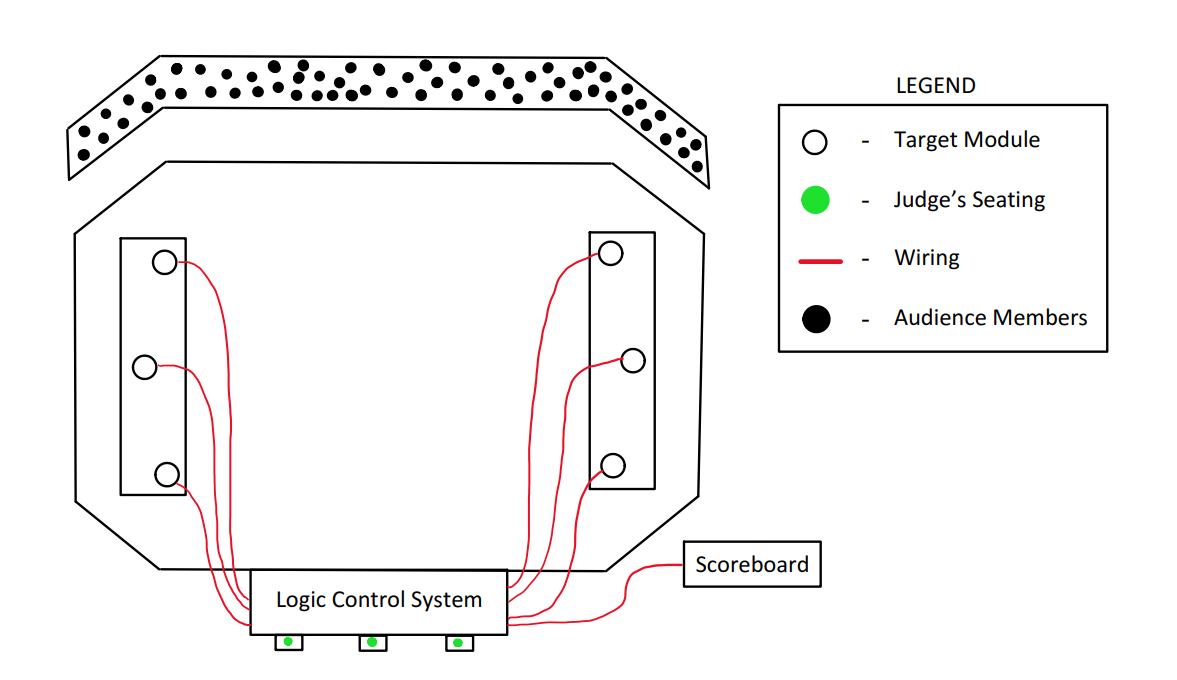 LEGEND
- Target Module
- Judge’s Seating
- Wiring
- Audience Members
Scoreboard
Logic Control System